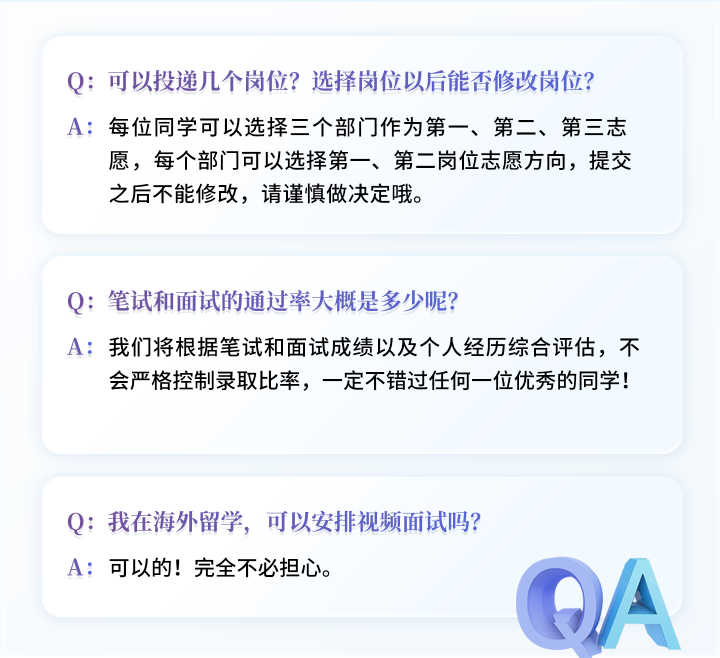 Q：可以投递几个岗位？选择岗位以后能否修改岗位？
A：每位同学可以选择三个部门作为第一、第二、第三志
愿，每个部门可以选择第一、第二岗位志愿方向，提交
之后不能修改，请谨慎做决定哦。
Q：笔试和面试的通过率大概是多少呢？
A：我们将根据笔试和面试成绩以及个人经历综合评估，不
会严格控制录取比率，一定不错过任何一位优秀的同学！
Q：我在海外留学，可以安排视频面试吗？
A：可以的！完全不必担心。
QA